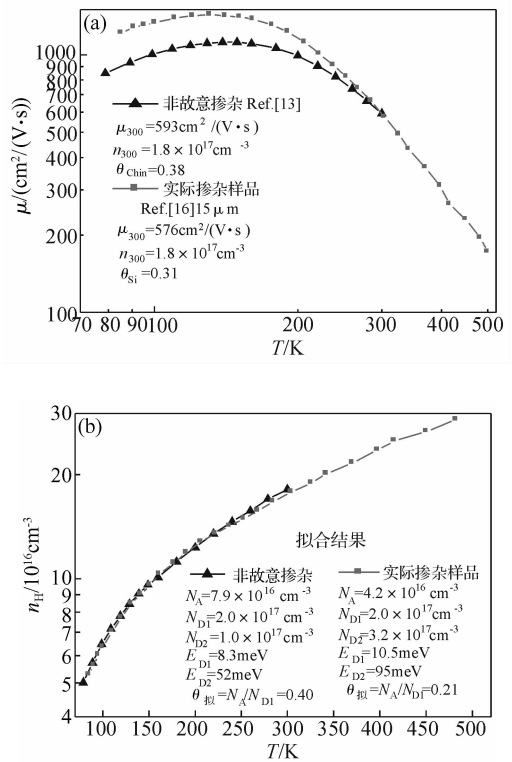 (a)
1000
900
800
700
600
500
400
300
200
100
μ/(cm²/(V·s))
非故意掺杂 Ref.[13]
μ300 =593cm² /(V·s)
n300 =1.8×10¹⁷cm ⁻³
θChin=0.38
实际掺杂样品
Ref.[16]15μm
μ300=576cm²/(V·s)
n300=1.8×10¹⁷cm⁻³
θSi =0.31
70 80 90 100 200 300 400 500
T/K
(b)
30
20
10
9
8
7
6
5
4
nH/10¹⁶cm⁻³
拟合结果
非故意掺杂
NA=7.9×10¹⁶ cm ⁻³
ND1=2.0×10¹⁷cm⁻³
ND2=1.0×10¹⁷cm⁻³
ED1=8.3meV
ED2=52meV
θ拟=NA/ND1=0.40
实际掺杂样品
NA=4.2×10¹⁶ cm⁻³
ND1=2.0×10¹⁷cm⁻³
ND2=3.2×10¹⁷cm⁻³
ED1=10.5meV
ED2=95meV
θ拟=NA/ND1=0.21
100 150 200 250 300 350 400 450 500
T/K